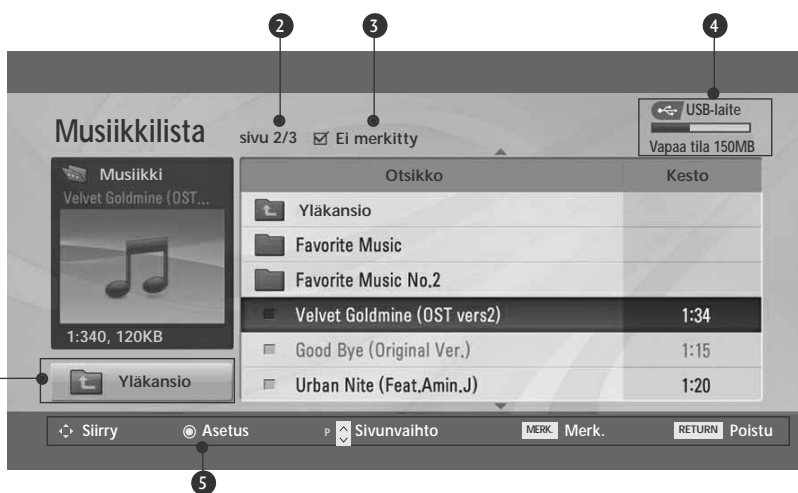 2 3 4
USB-laite
Musiikkilista sivu 2/3 Ei merkitty
Vapaa tila 150MB
Musiikki
Velvet Goldmine (OST...
1:340, 120KB
Yläkansio
Otsikko Kesto
Yläkansio
Favorite Music
Favorite Music No.2
Velvet Goldmine (OST vers2) 1:34
Good Bye (Original Ver.) 1:15
Urban Nite (Feat.Amin.J) 1:20
Siirry Asetus P Sivunvaihto MERK. Merk. RETURN Poistu
5